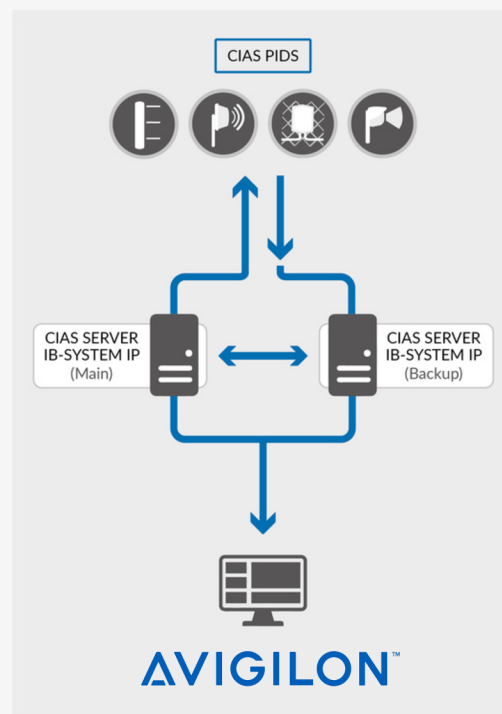 CIAS PIDS
CIAS SERVER
IB-SYSTEM IP
(Main)
CIAS SERVER
IB-SYSTEM IP
(Backup)
AVIGILON™